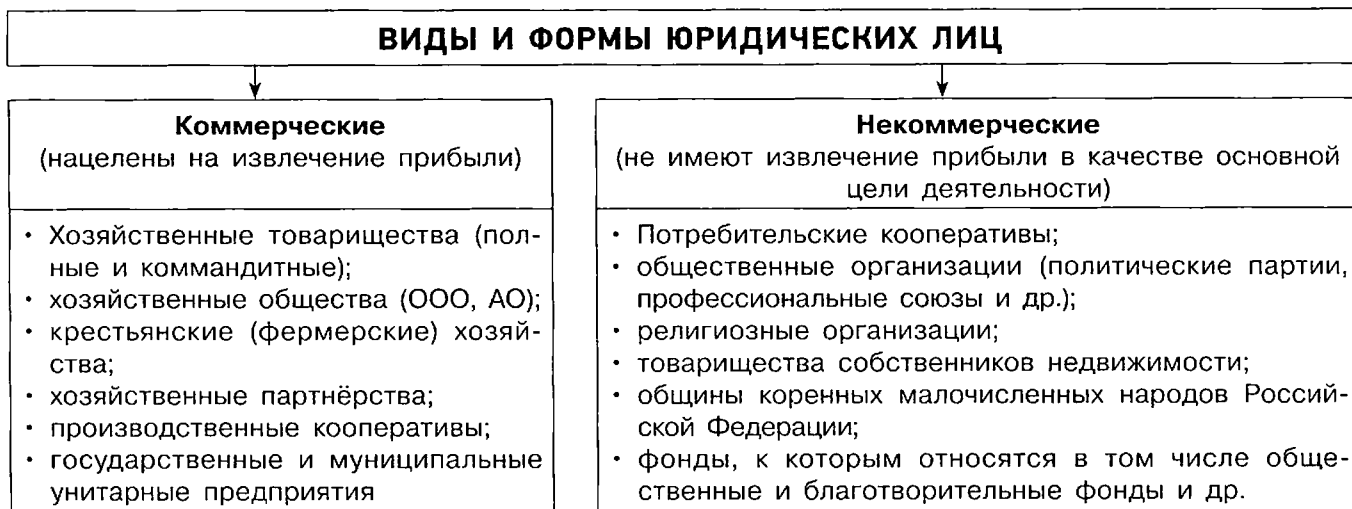 ВИДЫ И ФОРМЫ ЮРИДИЧЕСКИХ ЛИЦ
Коммерческие
(нацелены на извлечение прибыли)
· Хозяйственные товарищества (пол-
ные и коммандитные);
· хозяйственные общества (ООО, АО);
· крестьянские (фермерские) хозяй-
ства;
· хозяйственные партнёрства;
· производственные кооперативы;
· государственные и муниципальные
унитарные предприятия
Некоммерческие
(не имеют извлечение прибыли в качестве основной
цели деятельности)
· Потребительские кооперативы;
· общественные организации (политические партии,
профессиональные союзы и др.);
· религиозные организации;
· товарищества собственников недвижимости;
· общины коренных малочисленных народов Россий-
ской Федерации;
· фонды, к которым относятся в том числе обще-
ственные и благотворительные фонды и др.